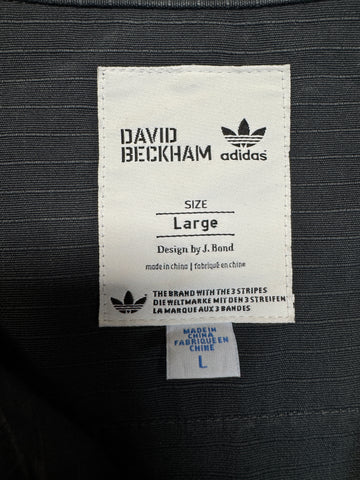 DAVID
BECKHAM
adidas
SIZE
Large
Design by J. Bond
made in china | fabriqué en chine
THE BRAND WITH THE 3 STRIPES
DIE WELTMARKE MIT DEN 3 STREIFEN
LA MARQUE AUX 3 BANDES
MADE IN
CHINA
FABRIQUE EN
CHINE
L